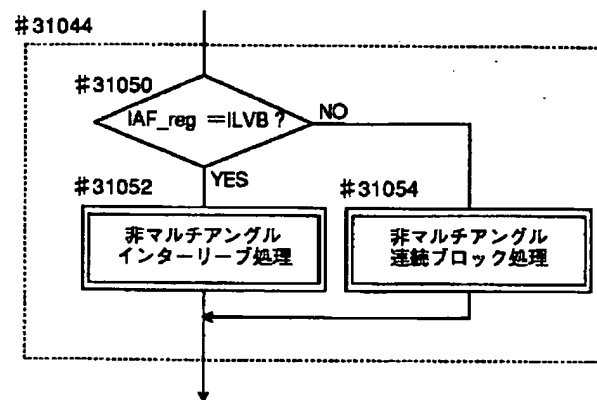 #31044
#31050
IAF_reg ＝ILVB ?
NO
YES
#31052
#31054
非マルチアングル
インターリーブ処理
非マルチアングル
連続ブロック処理